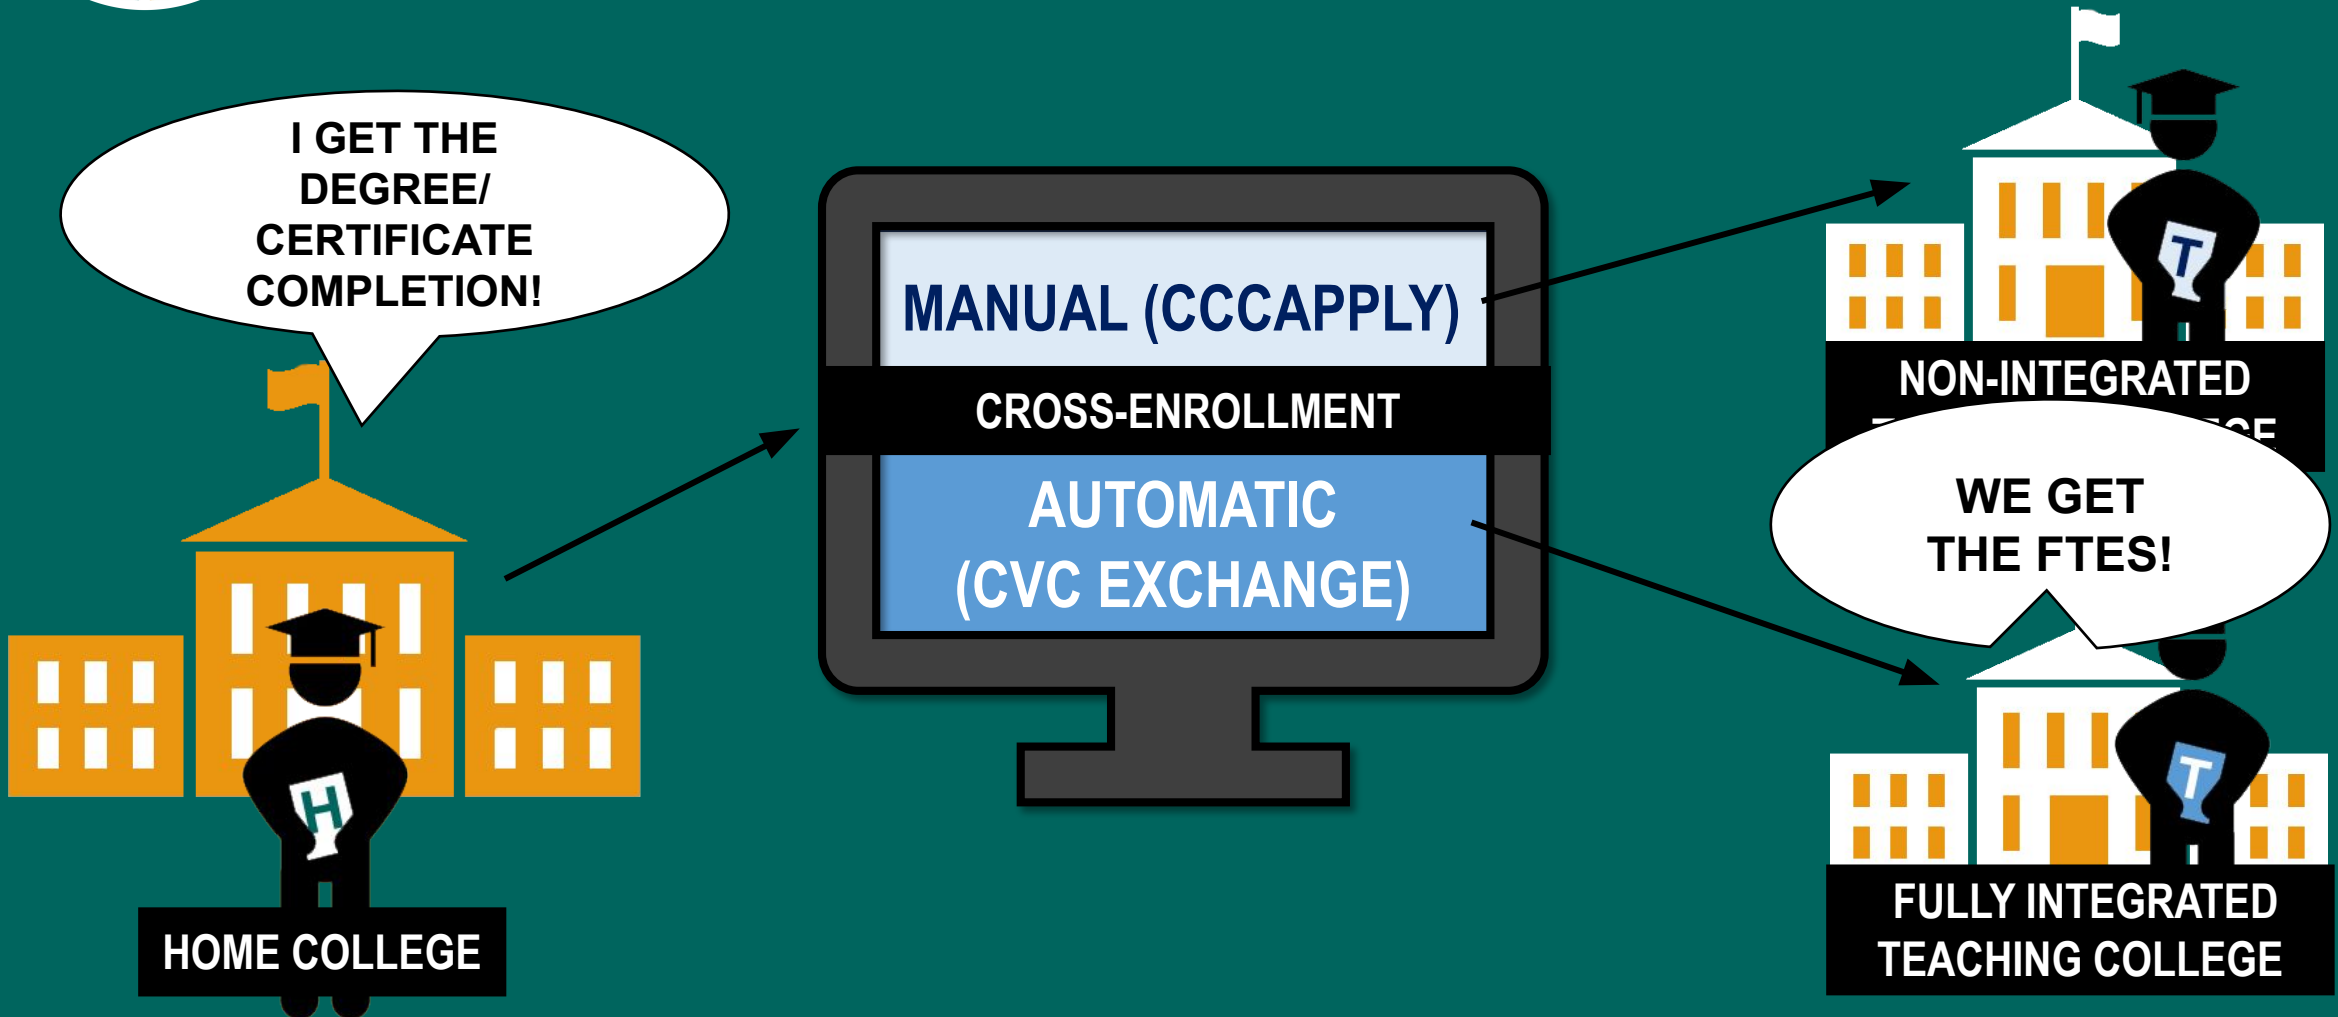 I GET THE
DEGREE/
CERTIFICATE
COMPLETION!
H
HOME COLLEGE
MANUAL (CCCAPPLY)
CROSS-ENROLLMENT
AUTOMATIC
(CVC EXCHANGE)
T
NON-INTEGRATED
WE GET
THE FTES!
T
FULLY INTEGRATED
TEACHING COLLEGE